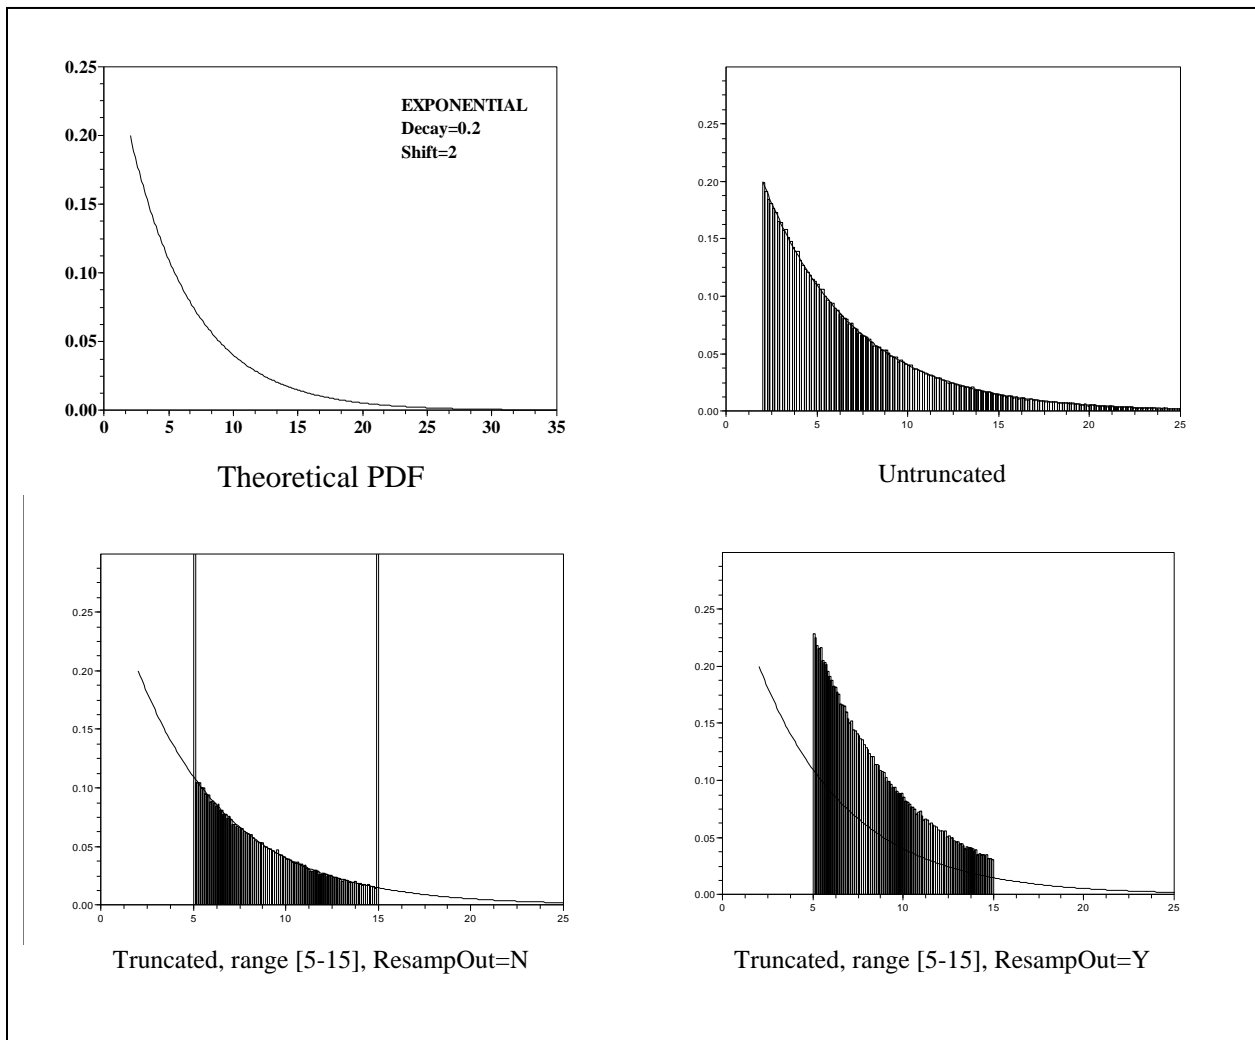 0.25
0.20
0.15
0.10
0.05
0.00
0 5 10 15 20 25 30 35
EXPONENTIAL
Decay=0.2
Shift=2
Theoretical PDF
0.25
0.20
0.15
0.10
0.05
0.00
0 5 10 15 20 25
Untruncated
0.25
0.20
0.15
0.10
0.05
0.00
0 5 10 15 20 25
Truncated, range [5-15], ResampOut=N
0.25
0.20
0.15
0.10
0.05
0.00
0 5 10 15 20 25
Truncated, range [5-15], ResampOut=Y